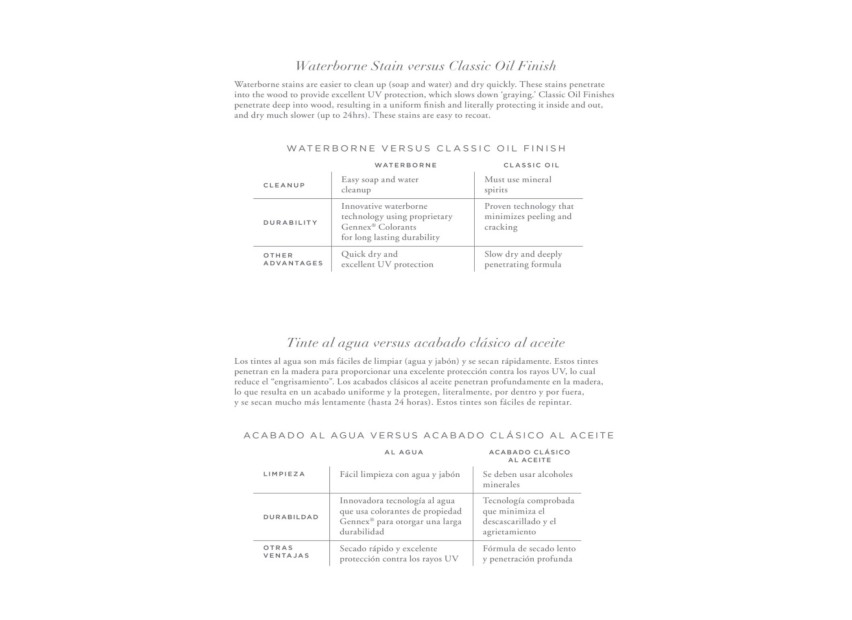 Waterborne Stain versus Classic Oil Finish
Waterborne stains are easier to clean up (soap and water) and dry quickly. These stains penetrate
into the wood to provide excellent UV protection, which slows down ‘graying.’ Classic Oil Finishes
penetrate deep into wood, resulting in a uniform finish and literally protecting it inside and out,
and dry much slower (up to 24hrs). These stains are easy to recoat.
WATERBORNE VERSUS CLASSIC OIL FINISH
WATERBORNE CLASSIC OIL
CLEANUP Easy soap and water Must use mineral
cleanup spirits
DURABILITY Innovative waterborne Proven technology that
technology using proprietary minimizes peeling and
Gennex® Colorants cracking
for long lasting durability
OTHER Quick dry and Slow dry and deeply
ADVANTAGES excellent UV protection penetrating formula
Tinte al agua versus acabado clásico al aceite
Los tintes al agua son más fáciles de limpiar (agua y jabón) y se secan rápidamente. Estos tintes
penetran en la madera para proporcionar una excelente protección contra los rayos UV, lo cual
reduce el “engrisamiento”. Los acabados clásicos al aceite penetran profundamente en la madera,
lo que resulta en un acabado uniforme y la protegen, literalmente, por dentro y por fuera,
y se secan mucho más lentamente (hasta 24 horas). Estos tintes son fáciles de repintar.
ACABADO AL AGUA VERSUS ACABADO CLÁSICO AL ACEITE
AL AGUA ACABADO CLÁSICO
AL ACEITE
LIMPIEZA Fácil limpieza con agua y jabón Se deben usar alcoholes
minerales
DURABILDAD Innovadora tecnología al agua Tecnología comprobada
que usa colorantes de propiedad que minimiza el
Gennex® para otorgar una larga descascarillado y el
durabilidad agrietamiento
OTRAS Secado rápido y excelente Fórmula de secado lento
VENTAJAS protección contra los rayos UV y penetración profunda